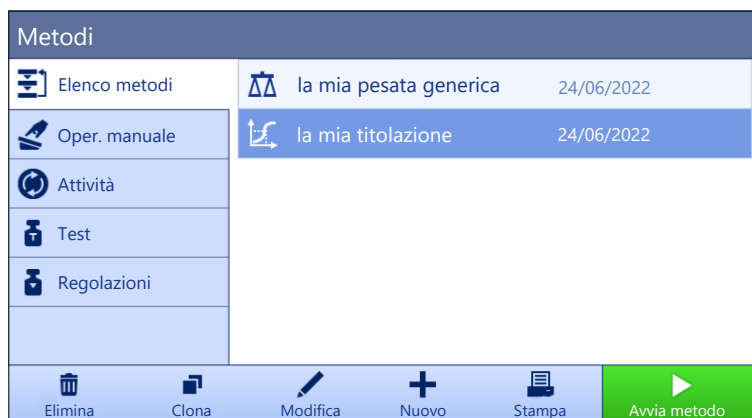 Metodi
Elenco metodi
la mia pesata generica 24/06/2022
Oper. manuale
la mia titolazione 24/06/2022
Attività
Test
Regolazioni
Elimina Clona Modifica Nuovo Stampa Avvia metodo